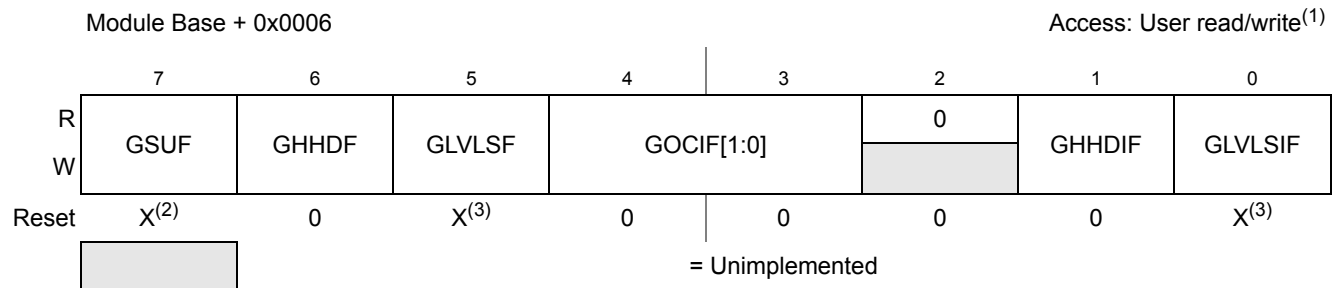 Module Base + 0x0006 Access: User read/write(1)
7 6 5 4 3 2 1 0
R GSUF GHHDF GLVLSF GOCIF[1:0] 0 GHHDIF GLVLSIF
W
Reset X(2) 0 X(3) 0 0 0 0 X(3)
= Unimplemented